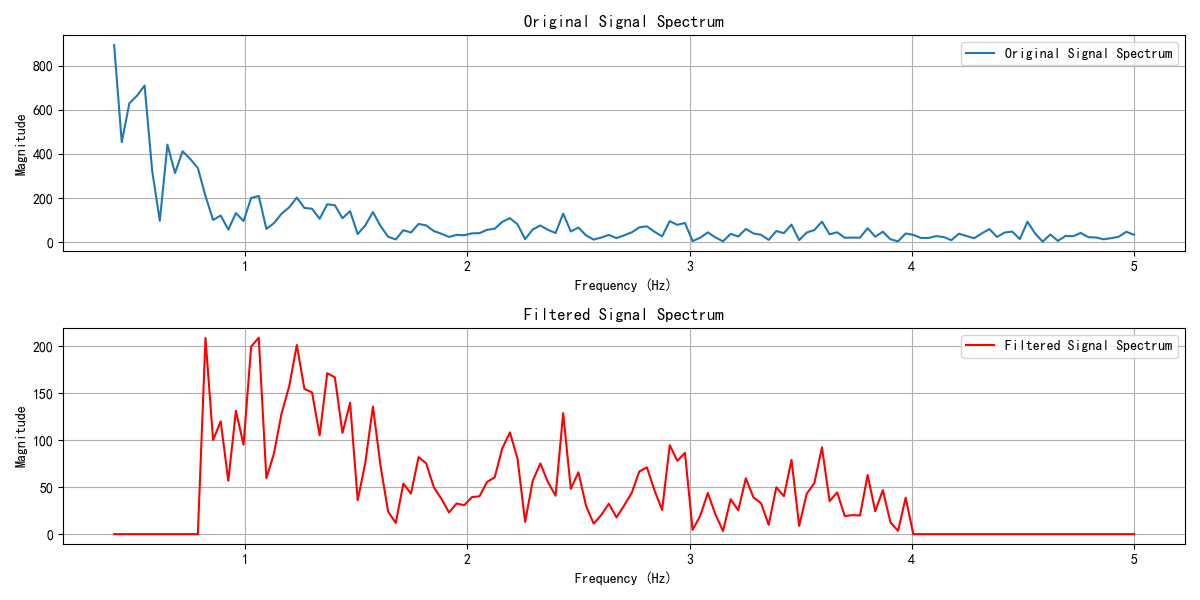 Original Signal Spectrum
Original Signal Spectrum
Magnitude
800
600
400
200
0
1 2 3 4 5
Frequency (Hz)
Filtered Signal Spectrum
Filtered Signal Spectrum
Magnitude
200
150
100
50
0
1 2 3 4 5
Frequency (Hz)